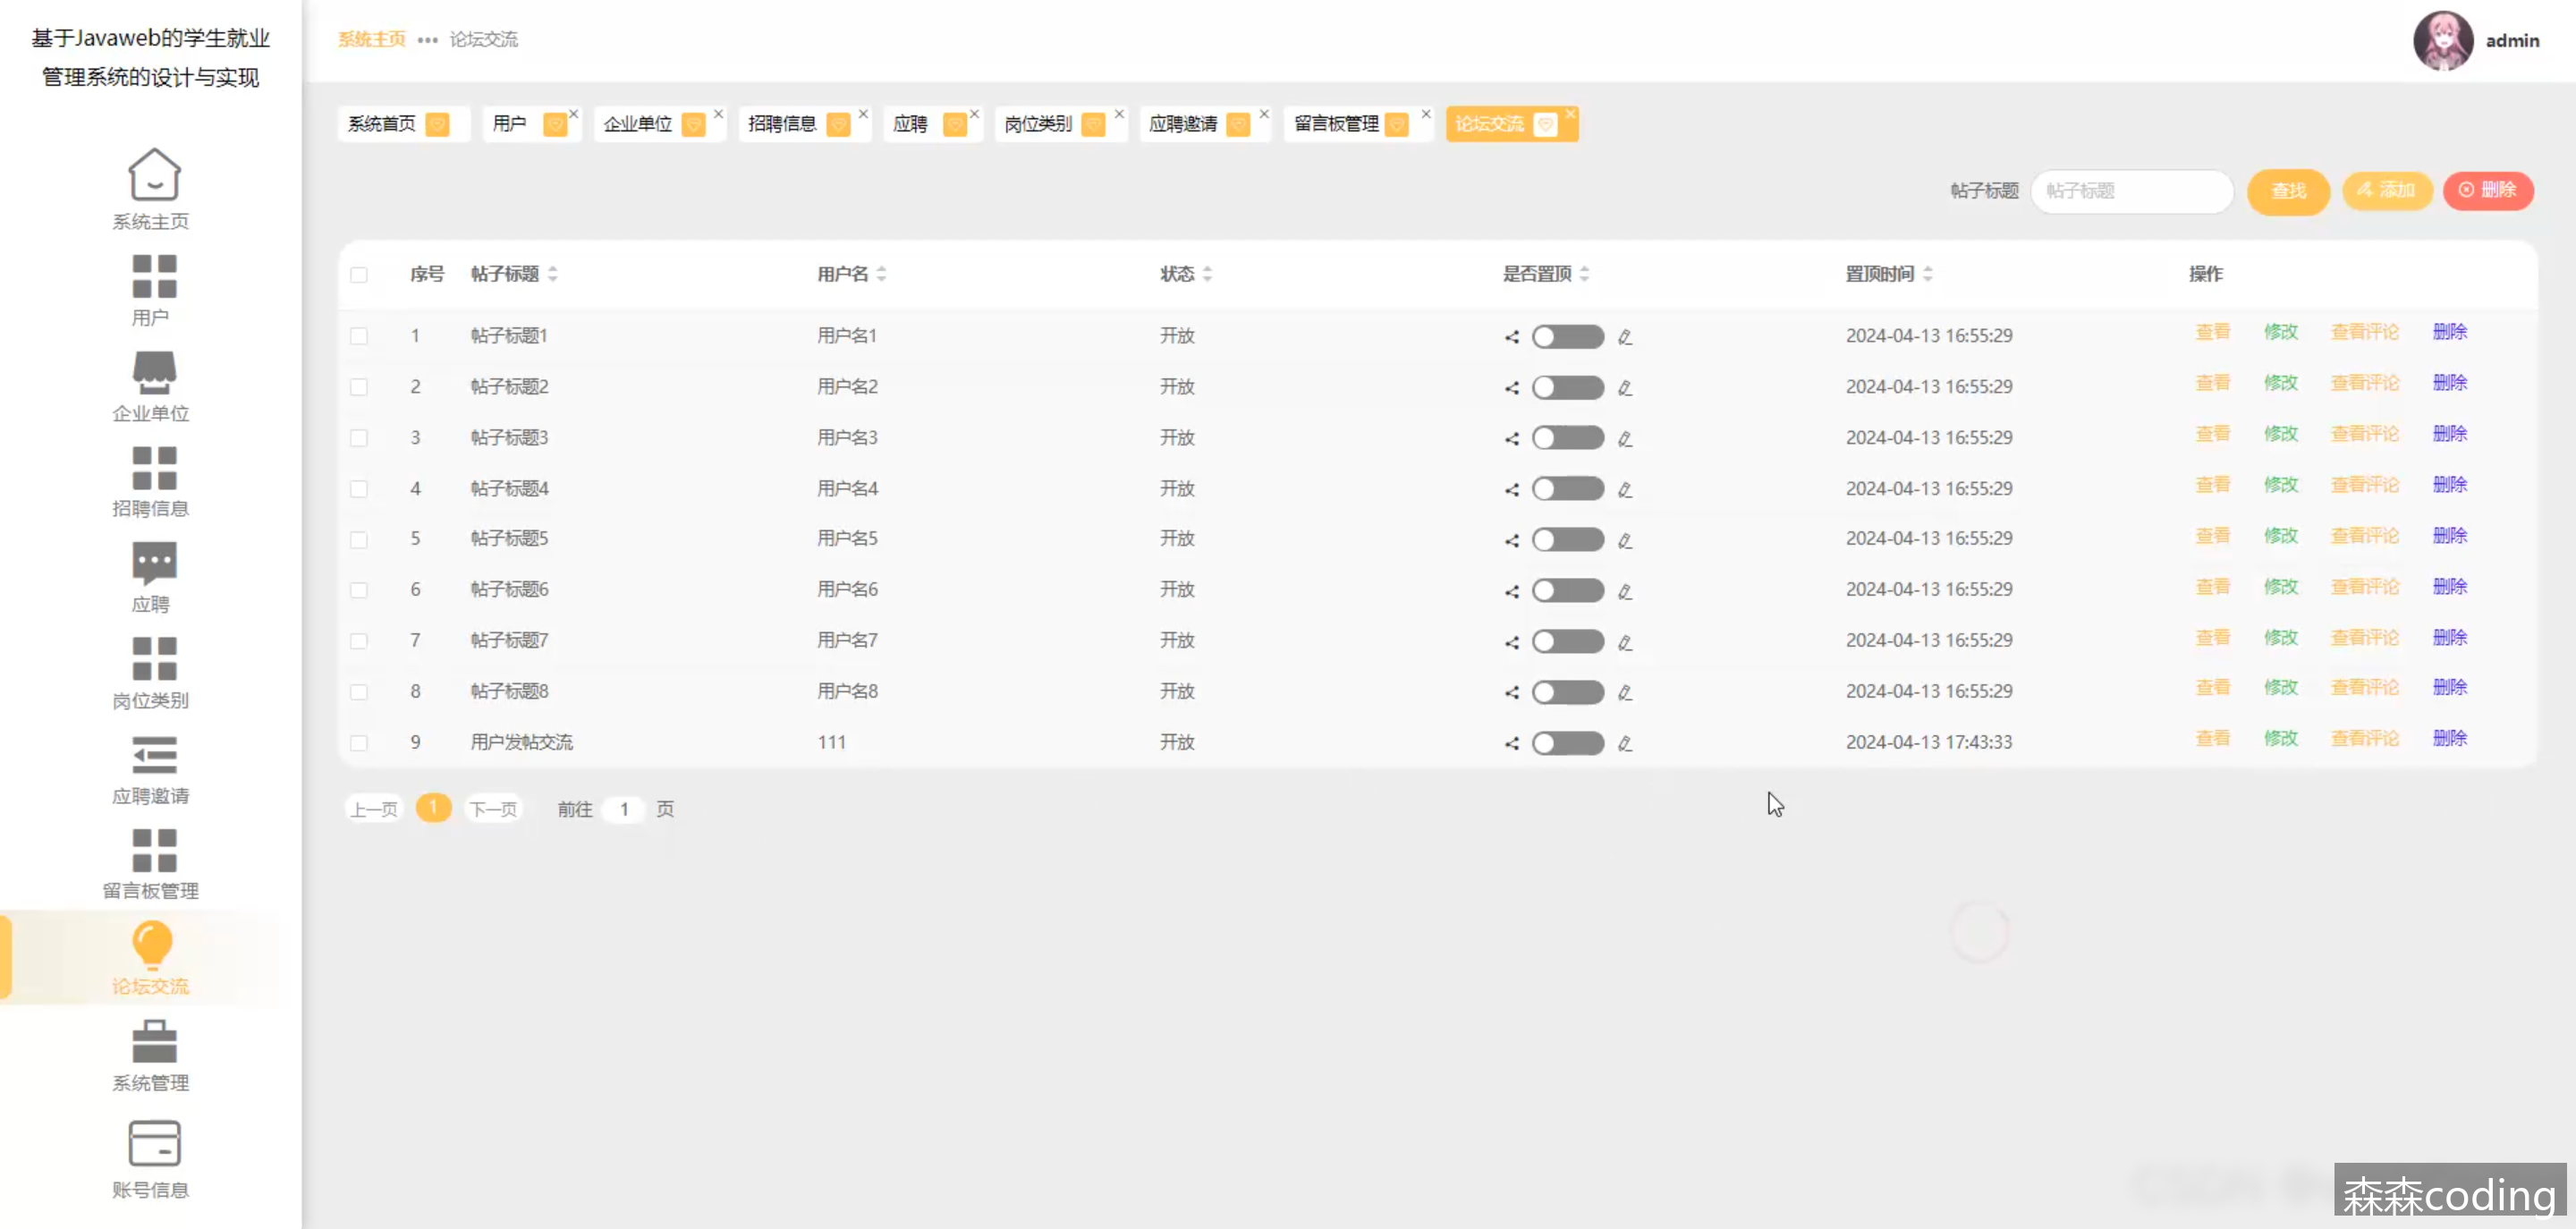 基于Javaweb的学生就业
管理系统的设计与实现
系统主页 ••• 论坛交流
admin
系统首页 用户 企业单位 招聘信息 应聘 岗位类别 应聘邀请 留言板管理 论坛交流
帖子标题 帖子标题 查找 添加 删除
系统主页
用户
企业单位
招聘信息
应聘
岗位类别
应聘邀请
留言板管理
论坛交流
系统管理
账号信息
序号 帖子标题 用户名 状态 是否置顶 置顶时间 操作
1 帖子标题1 用户名1 开放 2024-04-13 16:55:29 查看 修改 查看评论 删除
2 帖子标题2 用户名2 开放 2024-04-13 16:55:29 查看 修改 查看评论 删除
3 帖子标题3 用户名3 开放 2024-04-13 16:55:29 查看 修改 查看评论 删除
4 帖子标题4 用户名4 开放 2024-04-13 16:55:29 查看 修改 查看评论 删除
5 帖子标题5 用户名5 开放 2024-04-13 16:55:29 查看 修改 查看评论 删除
6 帖子标题6 用户名6 开放 2024-04-13 16:55:29 查看 修改 查看评论 删除
7 帖子标题7 用户名7 开放 2024-04-13 16:55:29 查看 修改 查看评论 删除
8 帖子标题8 用户名8 开放 2024-04-13 16:55:29 查看 修改 查看评论 删除
9 用户发帖交流 111 开放 2024-04-13 17:43:33 查看 修改 查看评论 删除
上一页 1 下一页 前往 1 页
森森coding